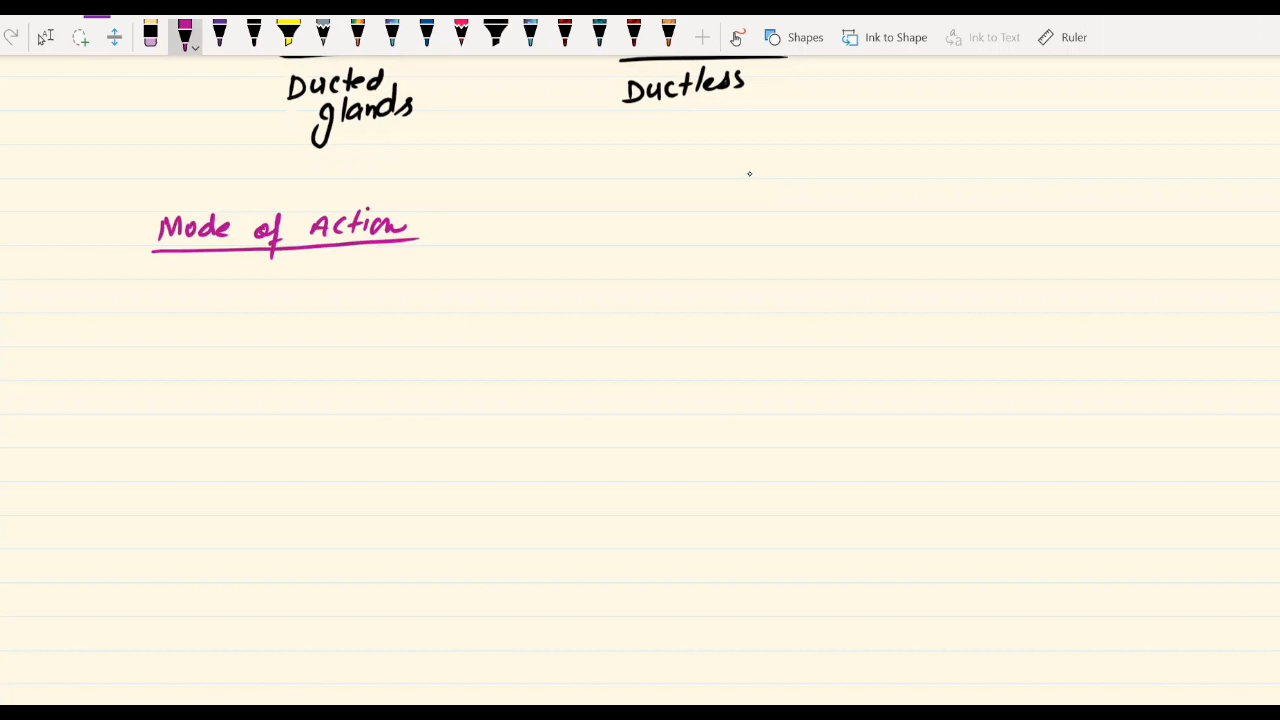 Shapes Ink to Shape Ink to Text Ruler
Ducted Ductless
glands
Mode of Action